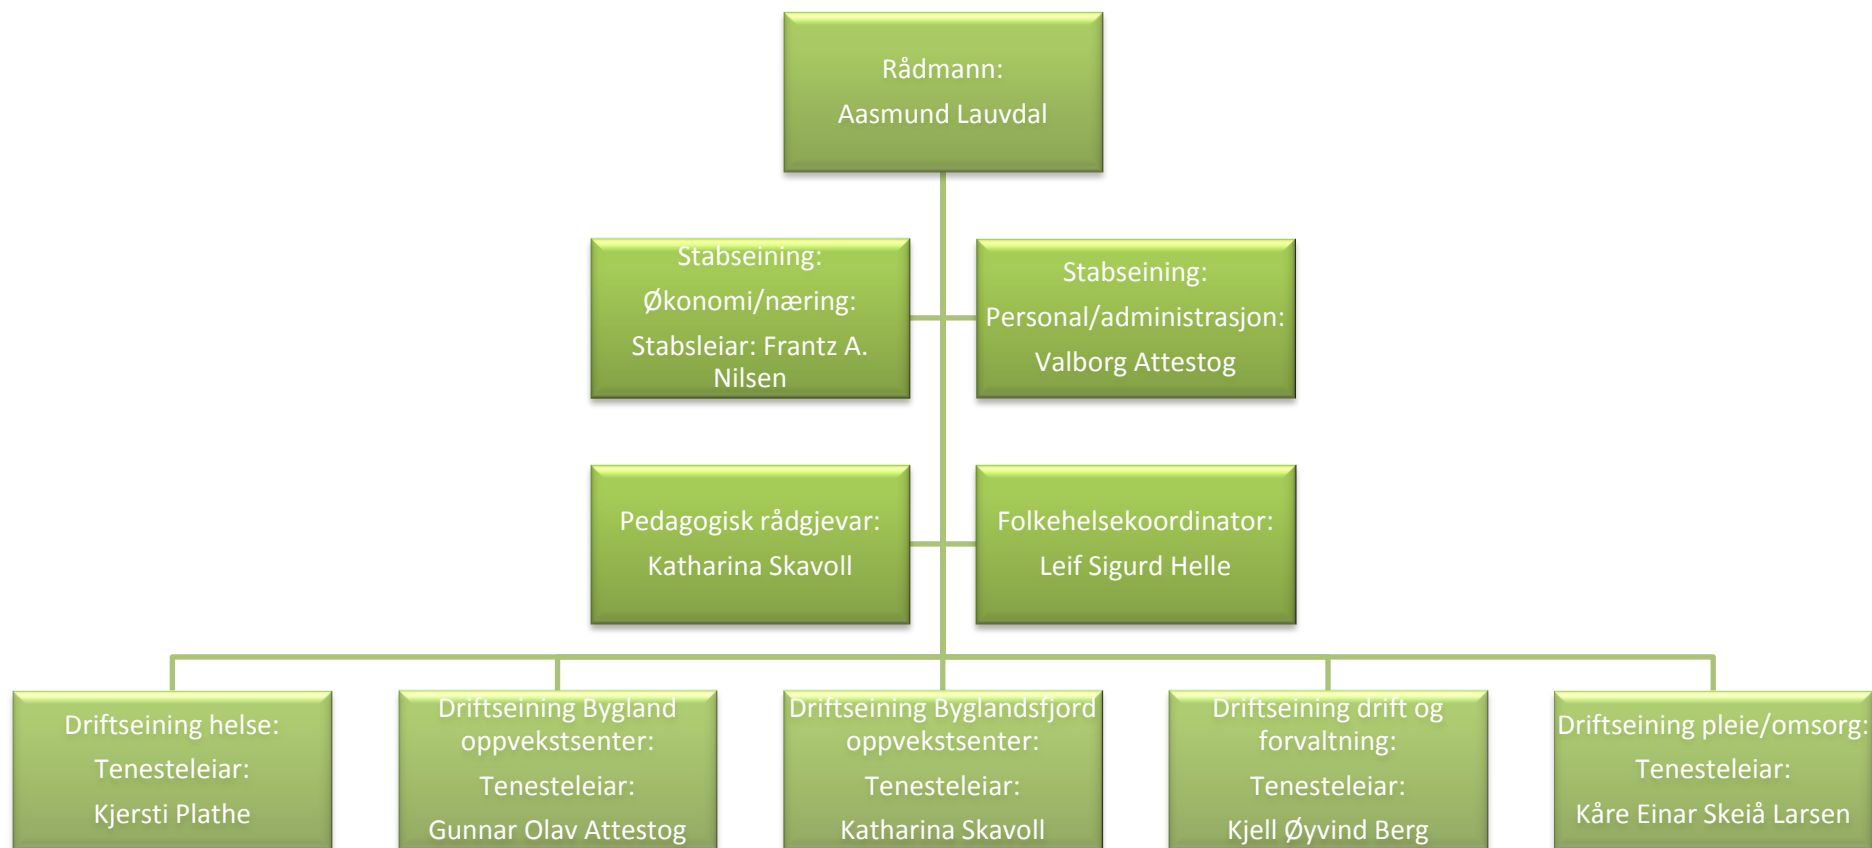 Rådmann:
Aasmund Lauvdal
Stabseining:
Økonomi/næring:
Stabsleiar: Frantz A.
Nilsen
Stabseining:
Personal/administrasjon:
Valborg Attestog
Pedagogisk rådgjevar:
Katharina Skavoll
Folkehelsekoordinator:
Leif Sigurd Helle
Driftseining helse:
Tenesteleiar:
Kjersti Plathe
Driftseining Bygland
oppvekstsenter:
Tenesteleiar:
Gunnar Olav Attestog
Driftseining Byglandsfjord
oppvekstsenter:
Tenesteleiar:
Katharina Skavoll
Driftseining drift og
forvaltning:
Tenesteleiar:
Kjell Øyvind Berg
Driftseining pleie/omsorg:
Tenesteleiar:
Kåre Einar Skeiå Larsen